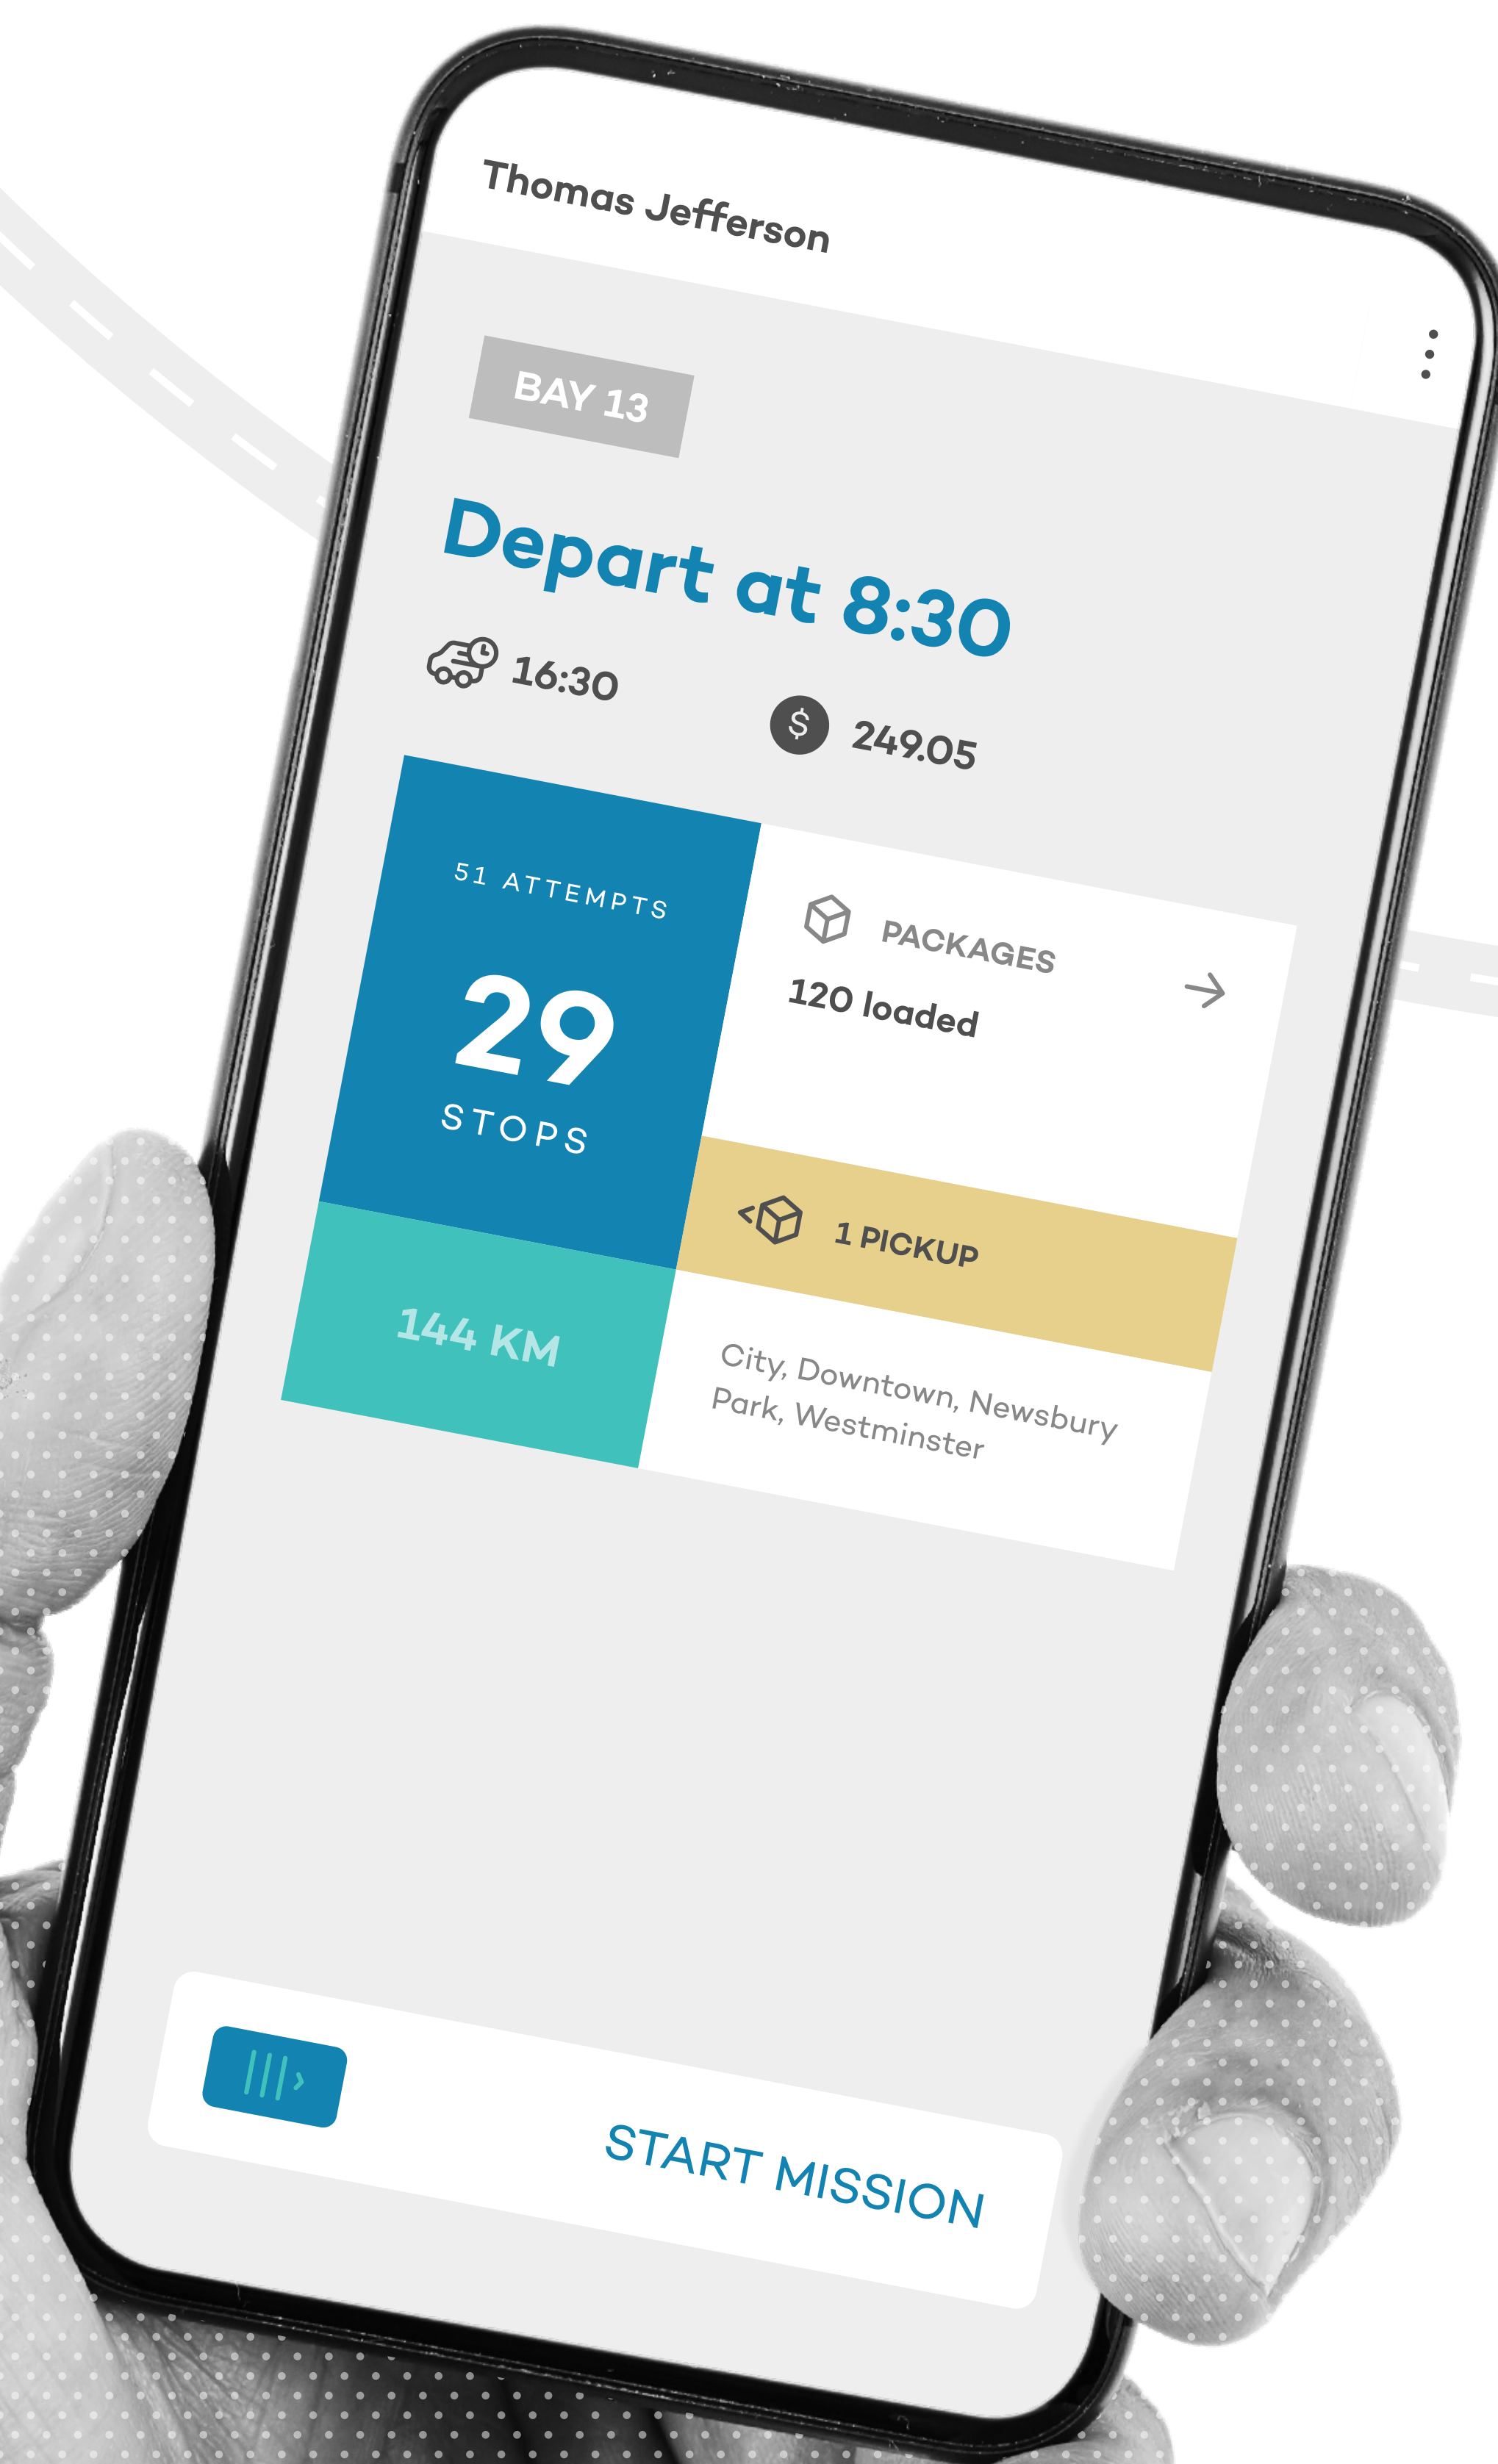 Thomas Jefferson
BAY 13
Depart at 8:30
16:30
$ 249.05
51 ATTEMPTS
29
STOPS
144 KM
PACKAGES
120 loaded
1 PICKUP
City, Downtown, Newsbury
Park, Westminster
START MISSION